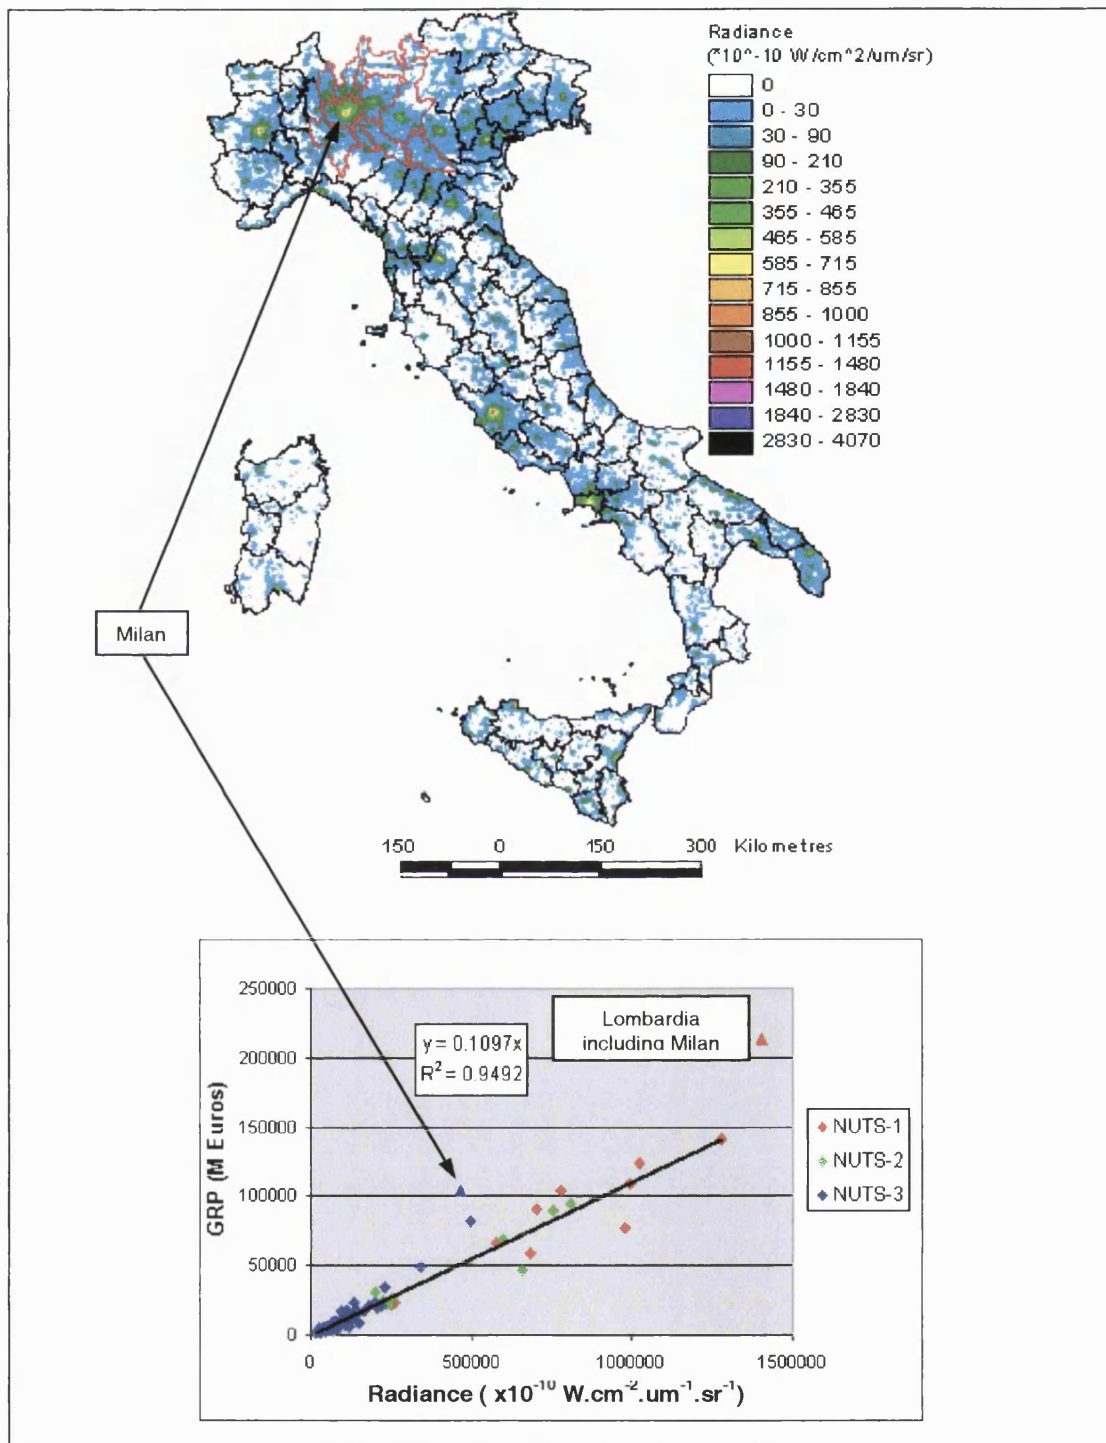 Radiance
(*10^-10 W/cm^2/um/sr)
0
0 - 30
30 - 90
90 - 210
210 - 355
355 - 465
465 - 585
585 - 715
715 - 855
855 - 1000
1000 - 1155
1155 - 1480
1480 - 1840
1840 - 2830
2830 - 4070
Milan
150 0 150 300 Kilometres
250000
200000
150000
100000
50000
0
GRP (M Euros)
y = 0.1097x
R² = 0.9492
Lombardia
including Milan
NUTS-1
NUTS-2
NUTS-3
0 500000 1000000 1500000
Radiance ( x10⁻¹⁰ W.cm⁻².um⁻¹.sr⁻¹)